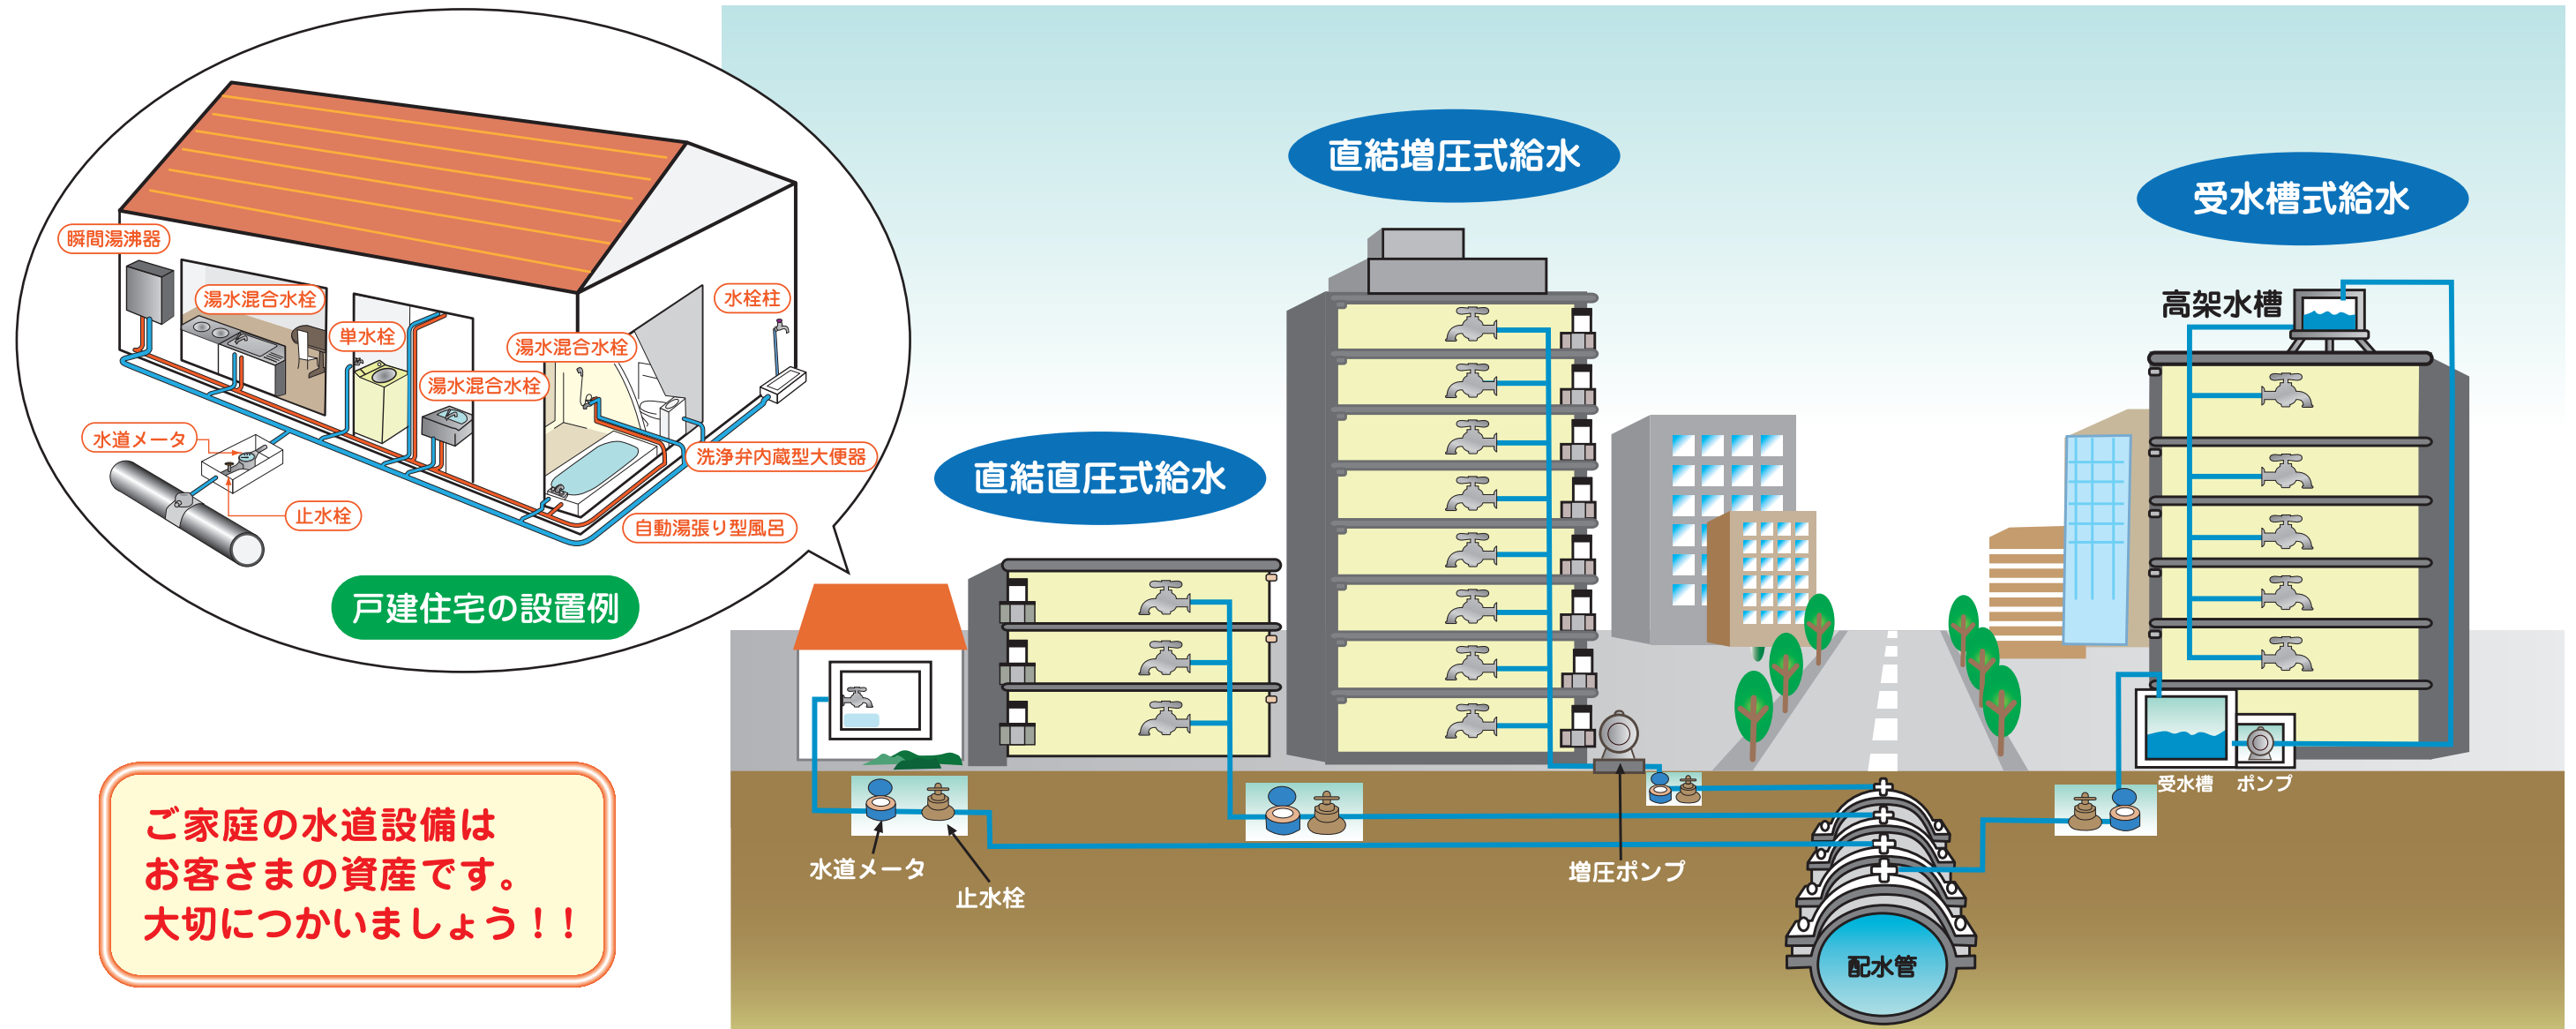 瞬間湯沸器
湯水混合水栓
単水栓
湯水混合水栓
湯水混合水栓
水栓柱
水道メータ
止水栓
洗浄弁内蔵型大便器
自動湯張り型風呂
戸建住宅の設置例
直結直圧式給水
直結増圧式給水
受水槽式給水
高架水槽
受水槽
ポンプ
水道メータ
止水栓
増圧ポンプ
配水管
ご家庭の水道設備は
お客さまの資産です。
大切につかいましょう！！